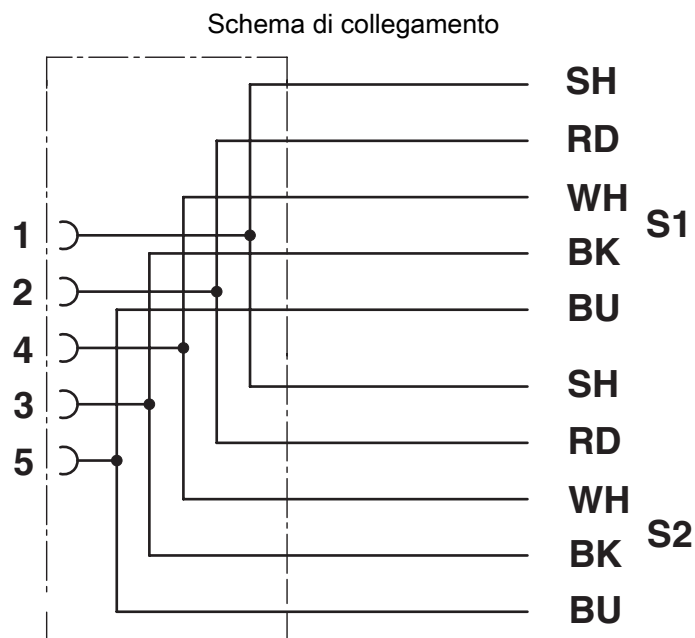 Schema di collegamento
SH
RD
WH
S1
1
BK
2
BU
4
SH
3
RD
5
WH
S2
BK
BU